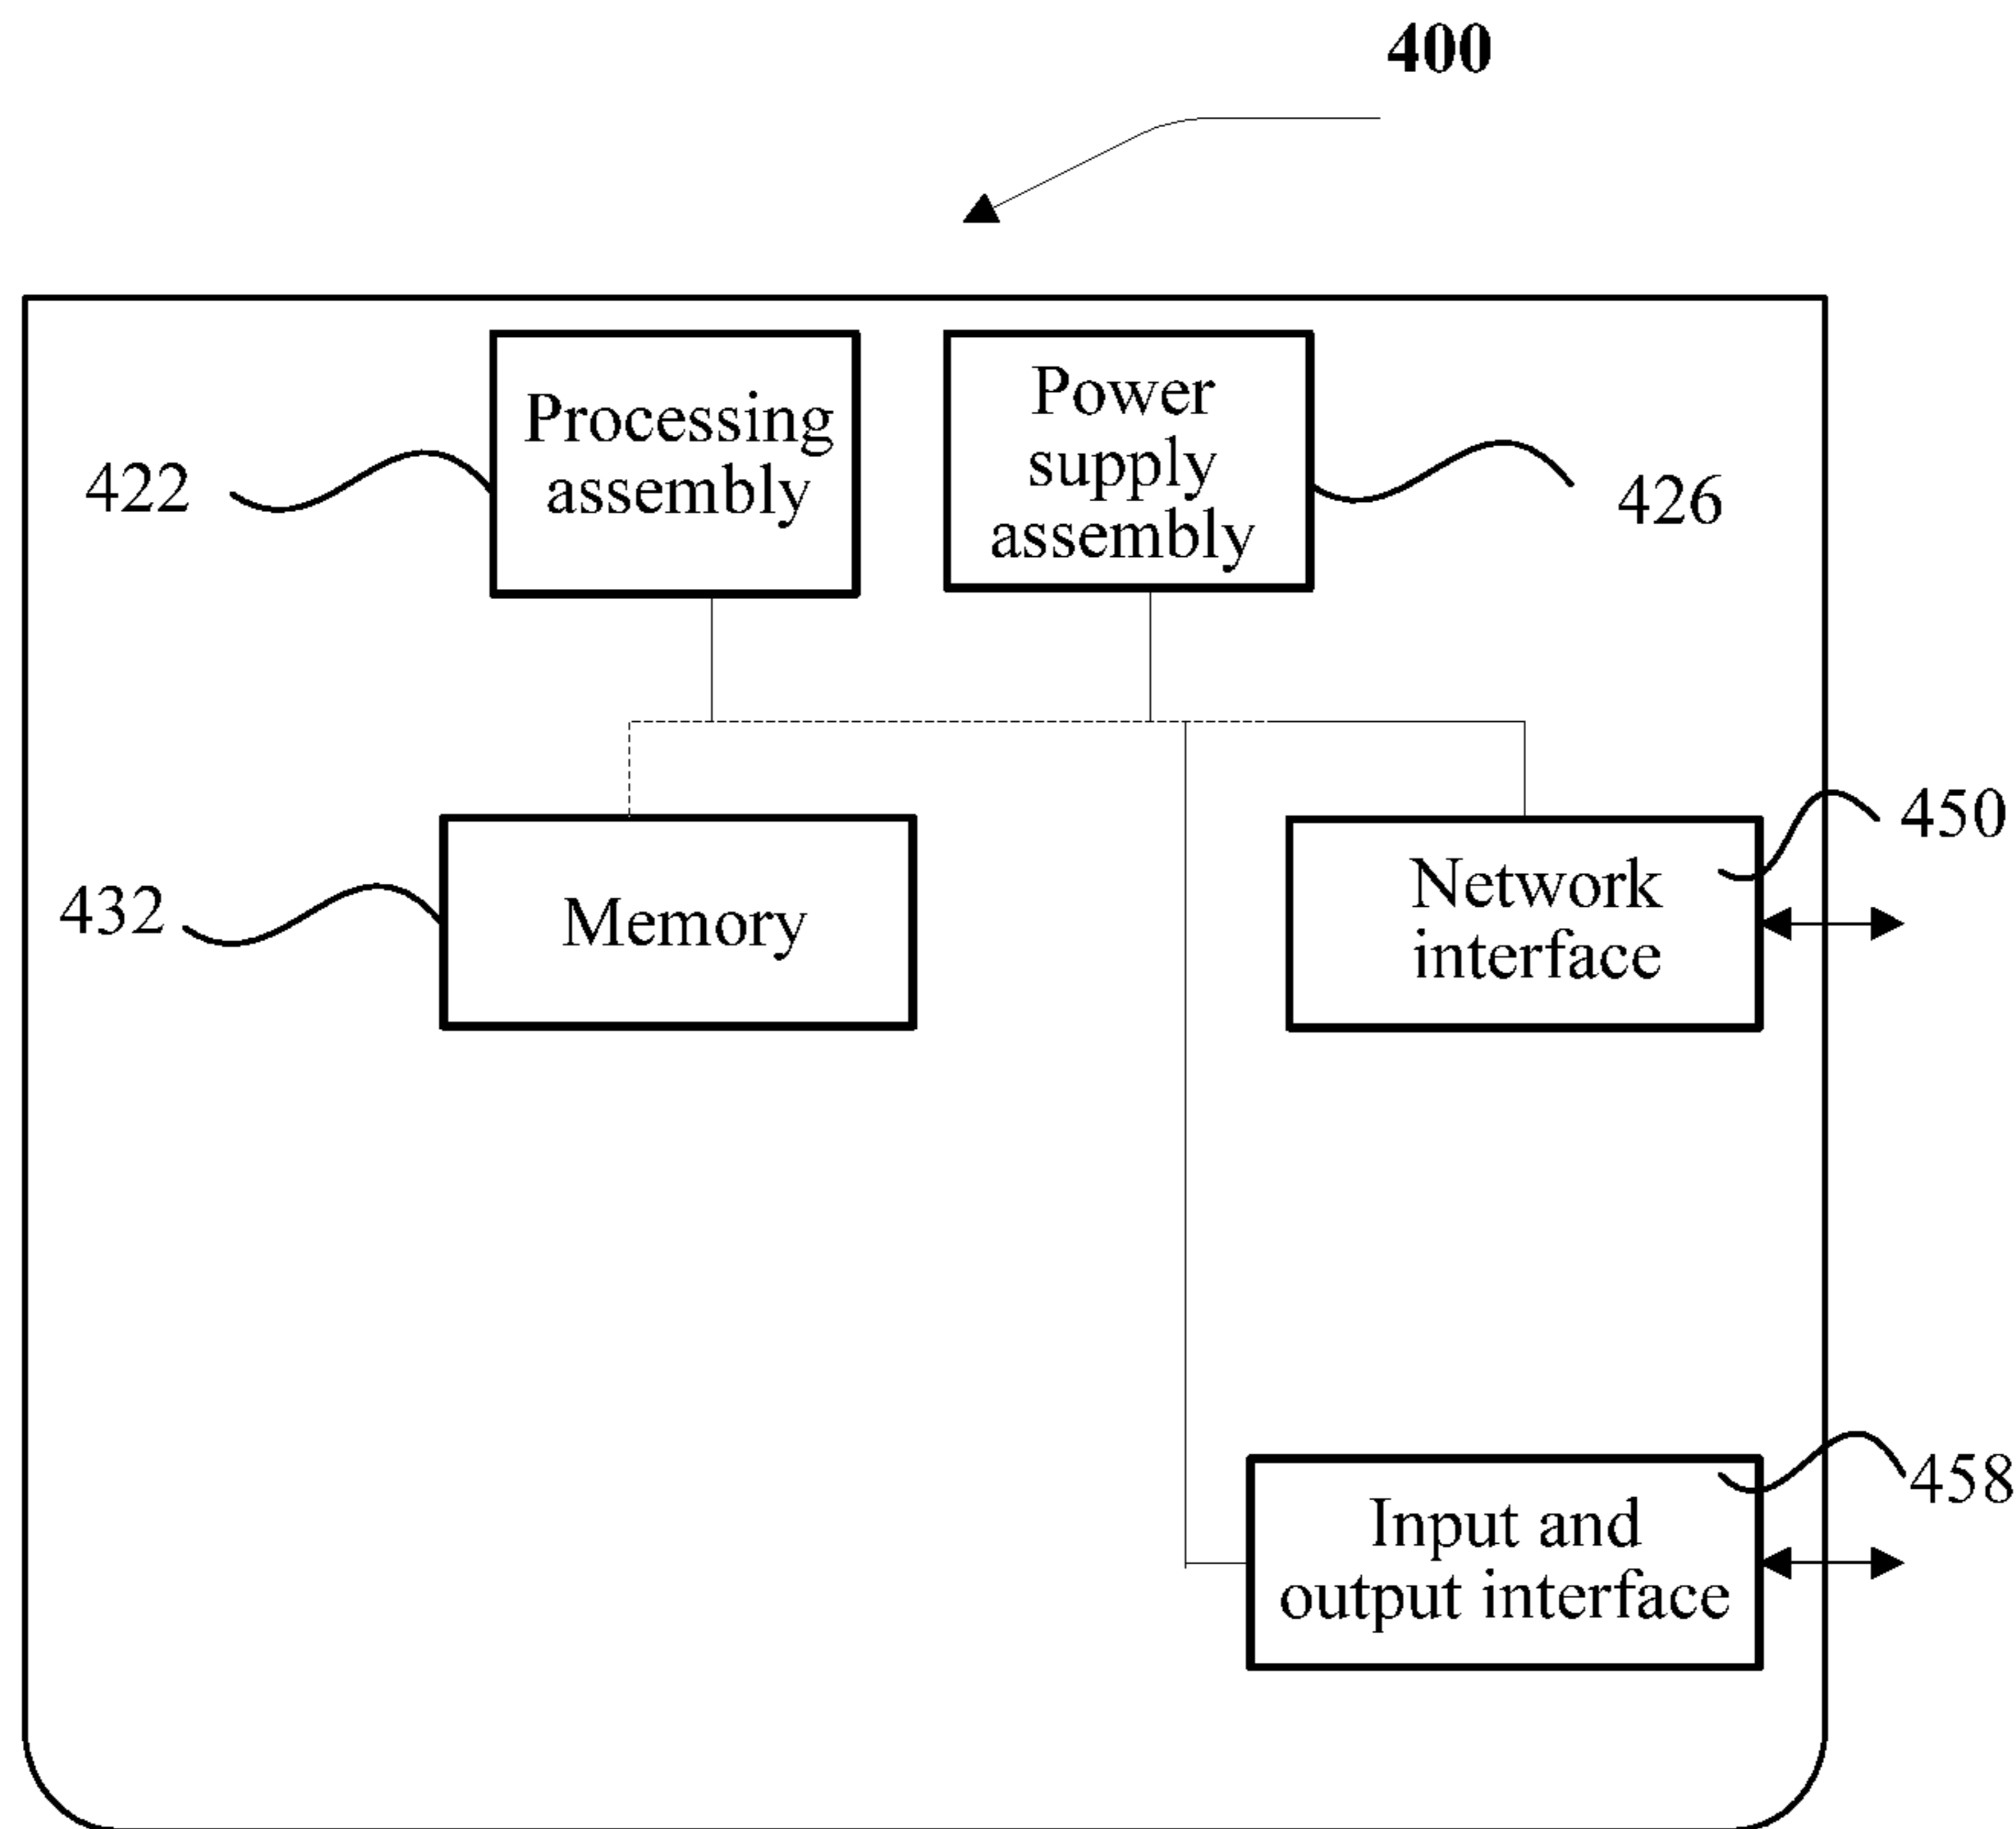 400
Processing
assembly
Power
supply
assembly
422
426
450
432
Memory
Network
interface
458
Input and
output interface